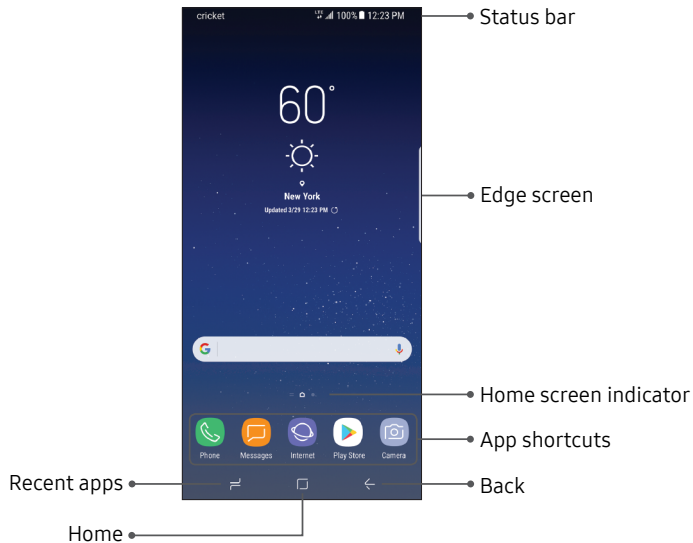 cricket LTE 100% 12:23 PM
Status bar
60°
New York
Updated 3/29 12:23 PM
Edge screen
G
Home screen indicator
Phone Messages Internet Play Store Camera
App shortcuts
Recent apps
Back
Home